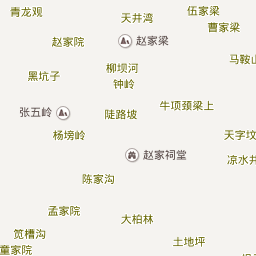 青龙观
天井湾
伍家梁
曹家梁
赵家院
赵家梁
马鞍山
柳坝河
黑坑子
钟岭
牛项颈梁上
张五岭
陡路坡
杨塝岭
天字坟
赵家祠堂
凉水井
陈家沟
孟家院
大柏林
笕槽沟
土地坪
童家院